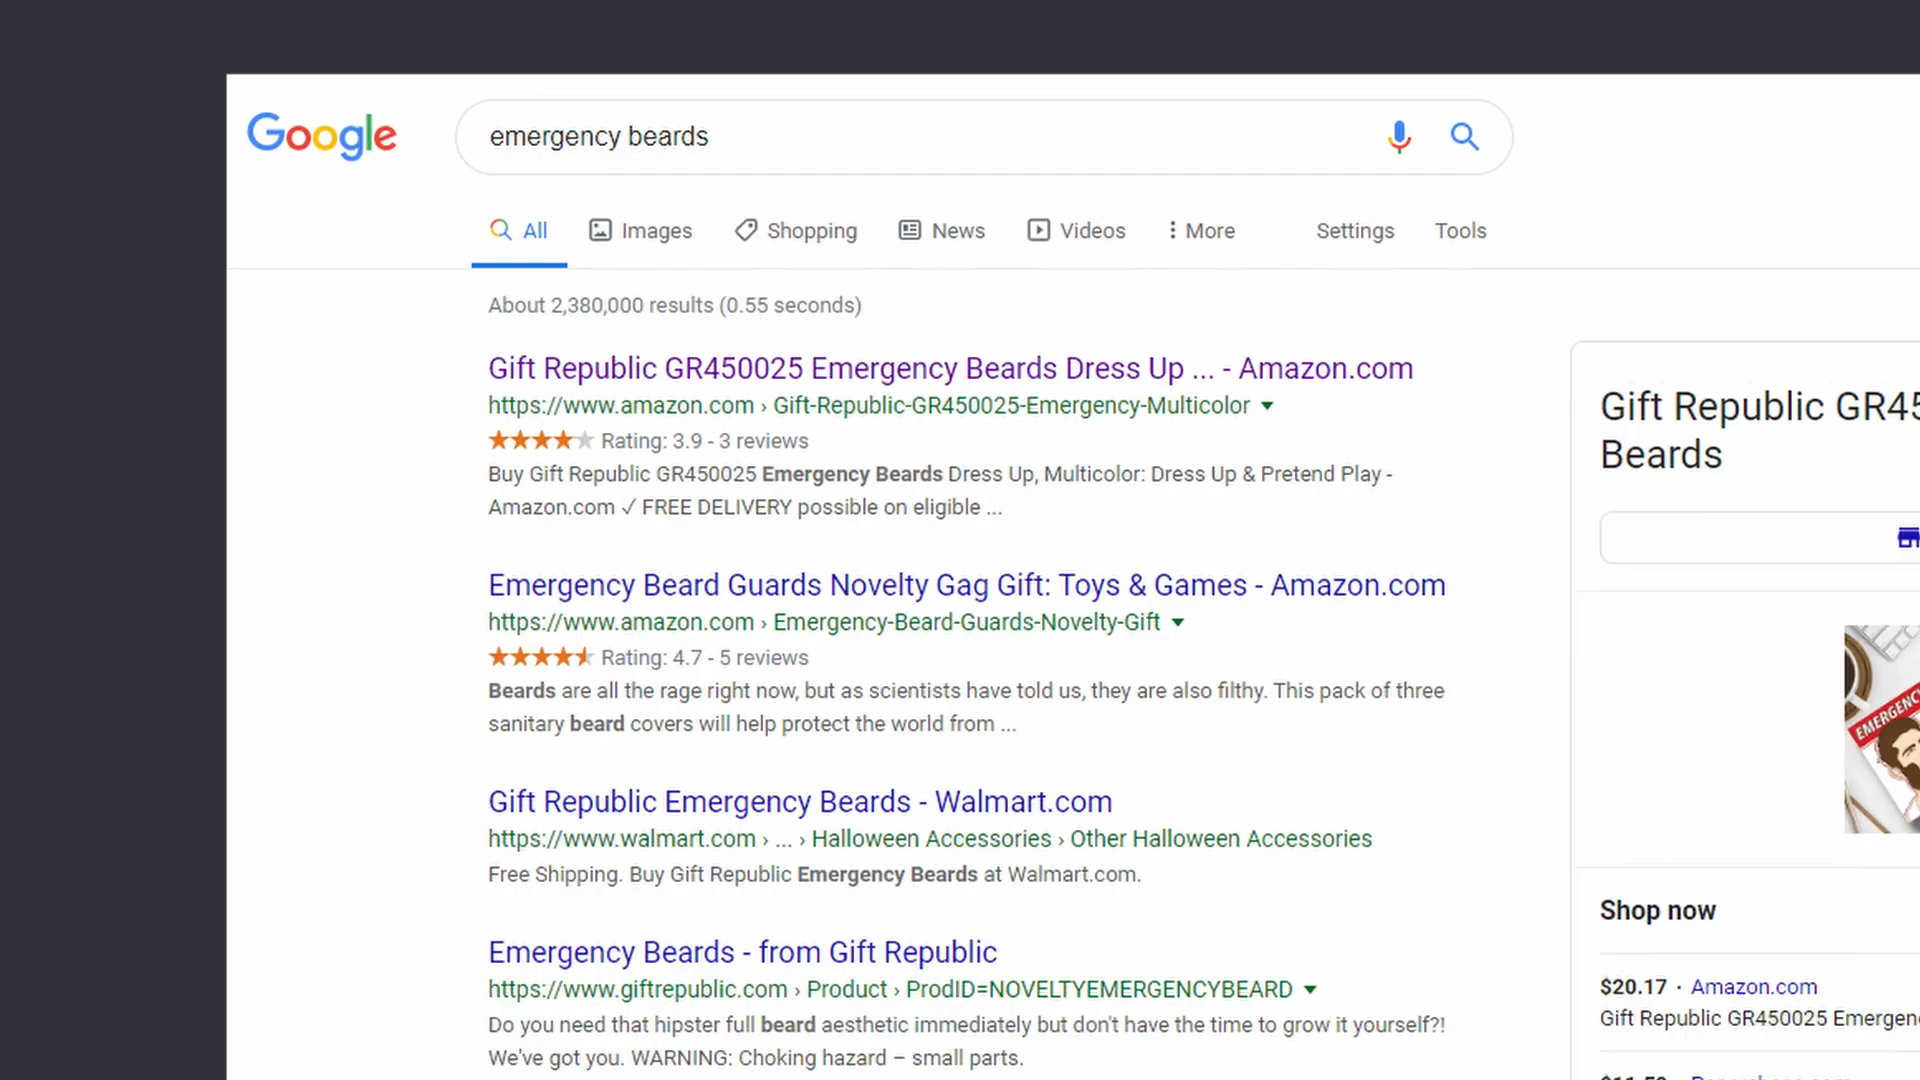 Google
emergency beards
All Images Shopping News Videos More Settings Tools
About 2,380,000 results (0.55 seconds)
Gift Republic GR450025 Emergency Beards Dress Up ... - Amazon.com
https://www.amazon.com › Gift-Republic-GR450025-Emergency-Multicolor
Rating: 3.9 - 3 reviews
Buy Gift Republic GR450025 Emergency Beards Dress Up, Multicolor: Dress Up & Pretend Play -
Amazon.com ✓ FREE DELIVERY possible on eligible ...
Emergency Beard Guards Novelty Gag Gift: Toys & Games - Amazon.com
https://www.amazon.com › Emergency-Beard-Guards-Novelty-Gift
Rating: 4.7 - 5 reviews
Beards are all the rage right now, but as scientists have told us, they are also filthy. This pack of three
sanitary beard covers will help protect the world from ...
Gift Republic Emergency Beards - Walmart.com
https://www.walmart.com › ... › Halloween Accessories › Other Halloween Accessories
Free Shipping. Buy Gift Republic Emergency Beards at Walmart.com.
Emergency Beards - from Gift Republic
https://www.giftrepublic.com › Product › ProdID=NOVELTYEMERGENCYBEARD
Do you need that hipster full beard aesthetic immediately but don't have the time to grow it yourself?!
We've got you. WARNING: Choking hazard – small parts.
Gift Republic GR45
Beards
EMERGENCY
Shop now
$20.17 · Amazon.com
Gift Republic GR450025 Emergen